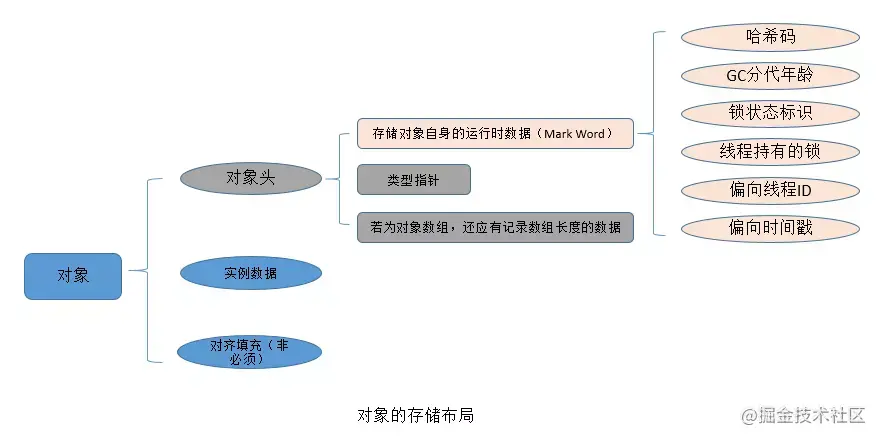 哈希码
GC分代年龄
锁状态标识
存储对象自身的运行时数据（Mark Word）
线程持有的锁
对象头
类型指针
偏向线程ID
若为对象数组，还应有记录数组长度的数据
偏向时间戳
对象
实例数据
对齐填充（非
必须）
对象的存储布局
@掘金技术社区